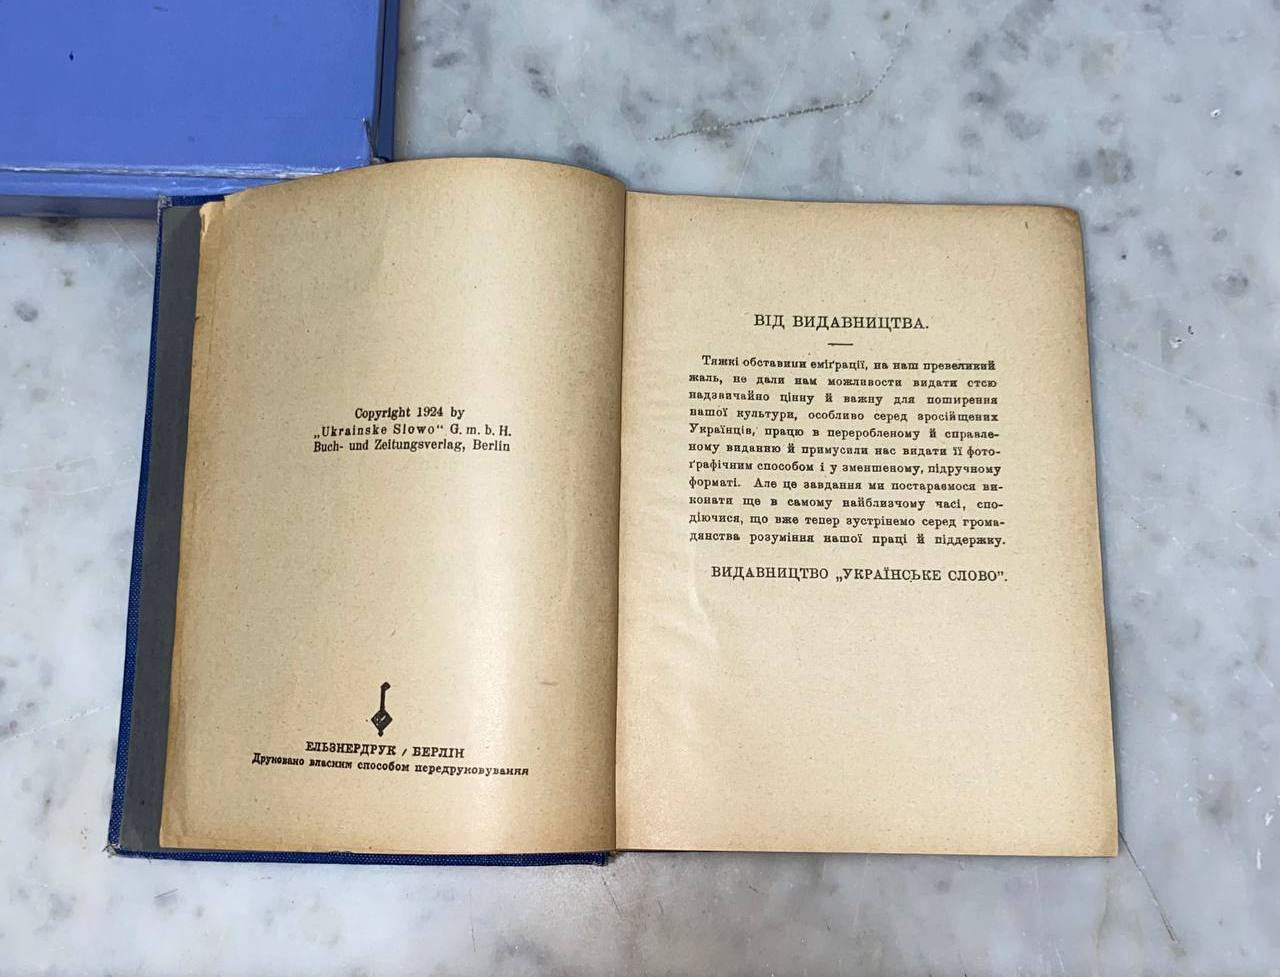 Copyright 1924 by
„Ukrainske Slowo“ G. m. b. H.
Buch- und Zeitungsverlag, Berlin
ЕЛЬЗНЕРДРУК / БЕРЛІН
Друковано власним способом передруковування
ВІД ВИДАВНИЦТВА.
Тяжкі обставини еміґрації, на наш превеликий
жаль, не дали нам можливости видати стсю
надзвичайно цінну й важну для поширення
нашої культури, особливо серед зросійщених
Українців, працю в переробленому й справле-
ному виданню й примусили нас видати її фото-
ґрафічним способом і у зменшеному, підручному
форматі. Але це завдання ми постараємося ви-
конати ще в самому найблизчому часі, спо-
діючися, що вже тепер зустрінемо серед грома-
дянства розуміння нашої праці й піддержку.
ВИДАВНИЦТВО „УКРАЇНСЬКЕ СЛОВО”.